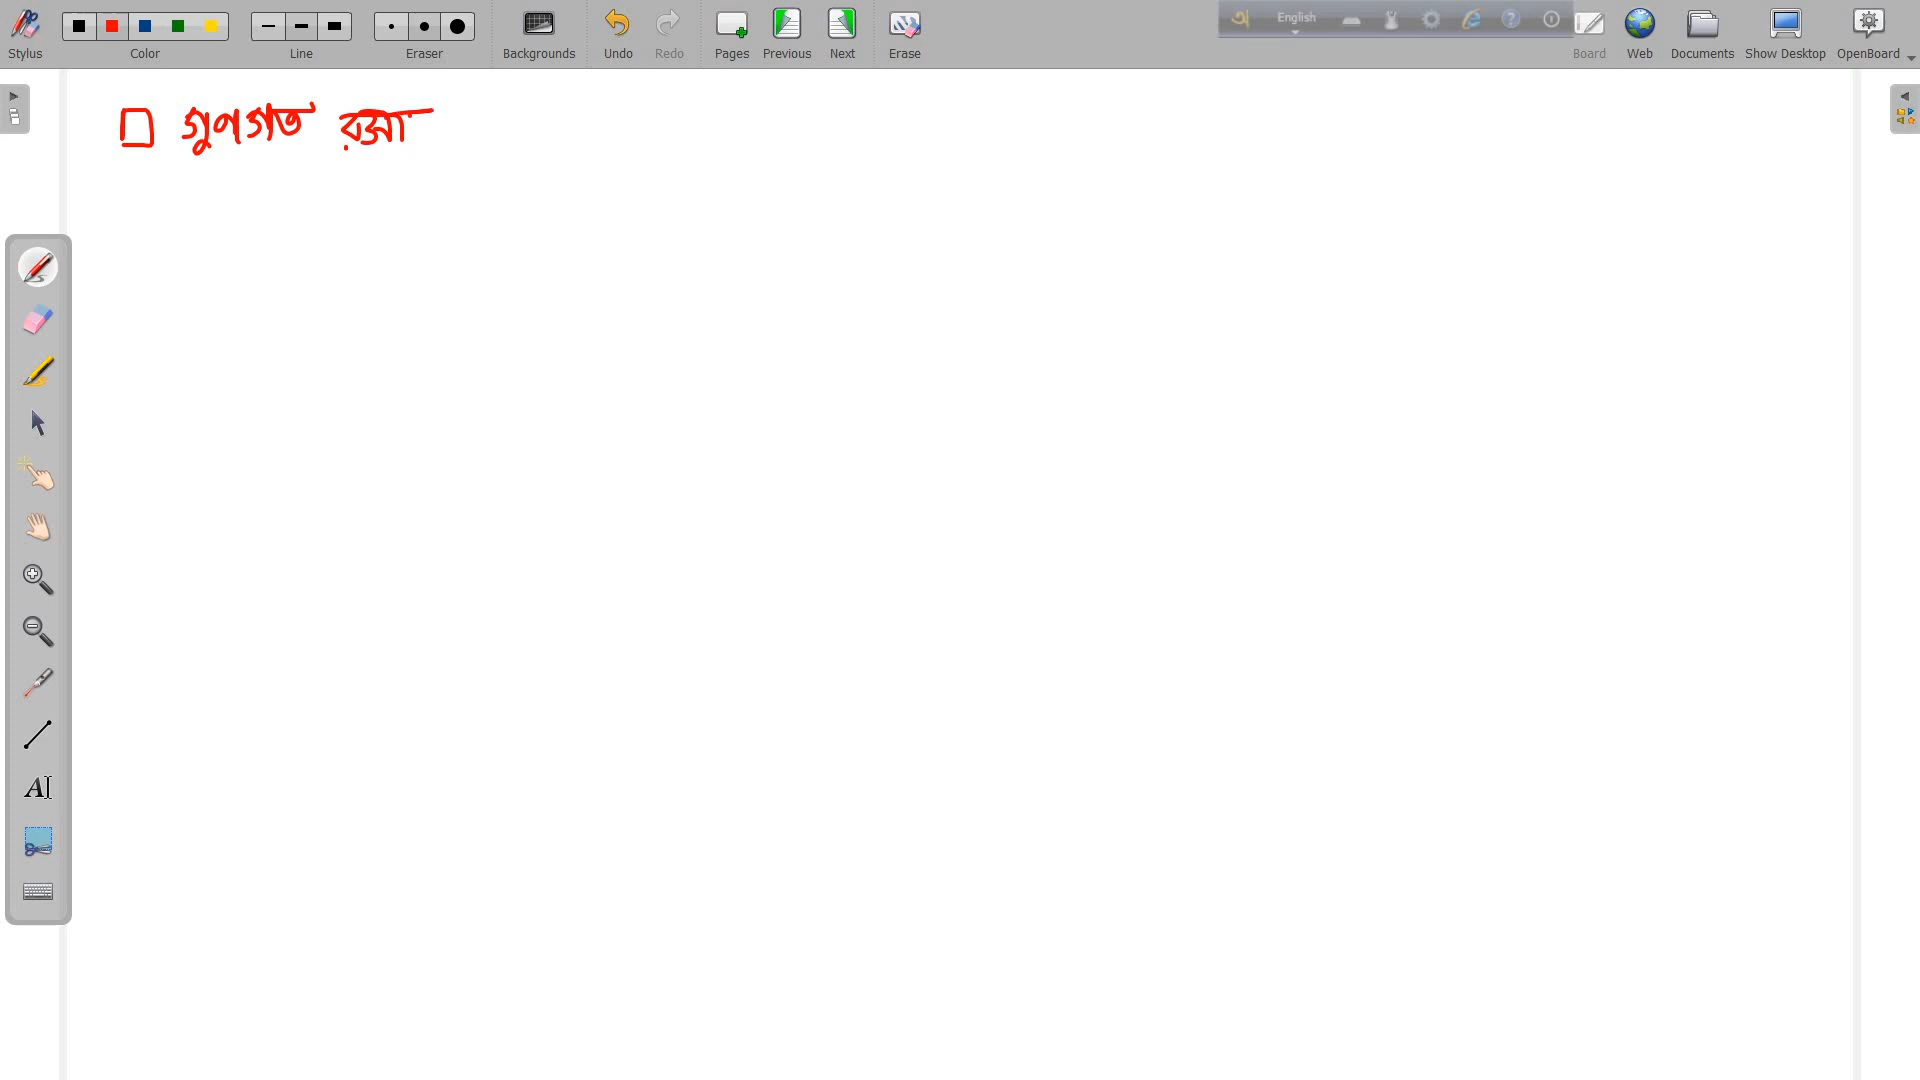 Stylus Color Line Eraser Backgrounds Undo Redo Pages Previous Next Erase English Board Web Documents Show Desktop OpenBoard
গুণগত রসা